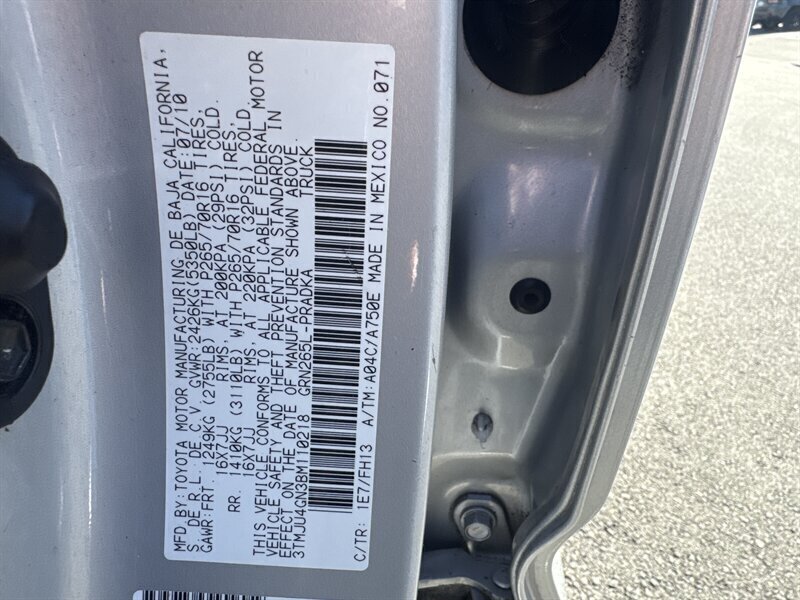 MFD.BY:TOYOTA MOTOR MANUFACTURING DE BAJA CALIFORNIA,
S. DE R.L. DE C.V. GVWR:2426KG(5350LB) DATE:07/10
GAWR:FRT. 1249KG (2755LB) WITH P265/70R16 TIRES,
16X7JJ RIMS, AT 200KPA (29PSI) COLD.
RR. 1410KG (3110LB) WITH P265/70R16 TIRES,
16X7JJ RIMS, AT 220KPA (32PSI) COLD.
THIS VEHICLE CONFORMS TO ALL APPLICABLE FEDERAL MOTOR
VEHICLE SAFETY AND THEFT PREVENTION STANDARDS IN
EFFECT ON THE DATE OF MANUFACTURE SHOWN ABOVE.
3TMJU4GN3BM110218 GRN265L-PRADKA TRUCK
C/TR: 1E7/FH13 A/TM:A04C/A750E MADE IN MEXICO NO.071